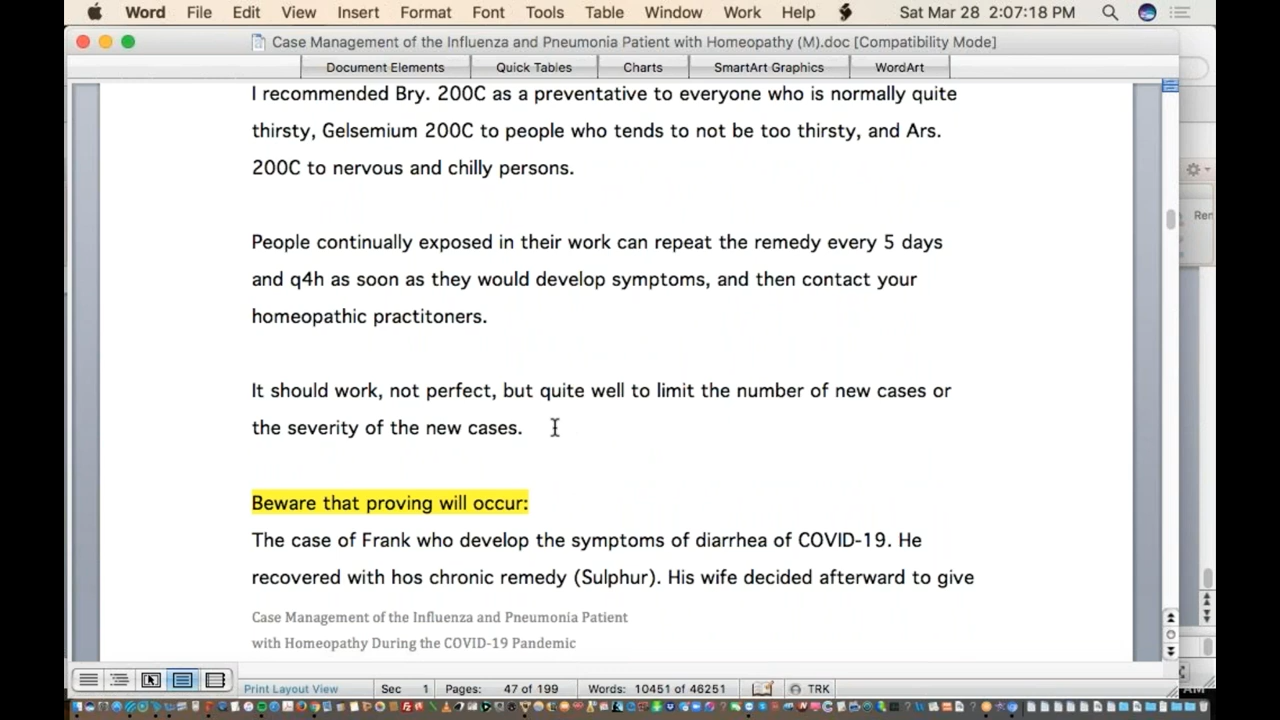 Word File Edit View Insert Format Font Tools Table Window Work Help Sat Mar 28 2:07:18 PM
Case Management of the Influenza and Pneumonia Patient with Homeopathy (M).doc [Compatibility Mode]
Document Elements Quick Tables Charts SmartArt Graphics WordArt
I recommended Bry. 200C as a preventative to everyone who is normally quite
thirsty, Gelsemium 200C to people who tends to not be too thirsty, and Ars.
200C to nervous and chilly persons.
People continually exposed in their work can repeat the remedy every 5 days
and q4h as soon as they would develop symptoms, and then contact your
homeopathic practitoners.
It should work, not perfect, but quite well to limit the number of new cases or
the severity of the new cases.
Beware that proving will occur:
The case of Frank who develop the symptoms of diarrhea of COVID-19. He
recovered with hos chronic remedy (Sulphur). His wife decided afterward to give
Case Management of the Influenza and Pneumonia Patient
with Homeopathy During the COVID-19 Pandemic
Print Layout View Sec 1 Pages: 47 of 199 Words: 10451 of 46251 TRK